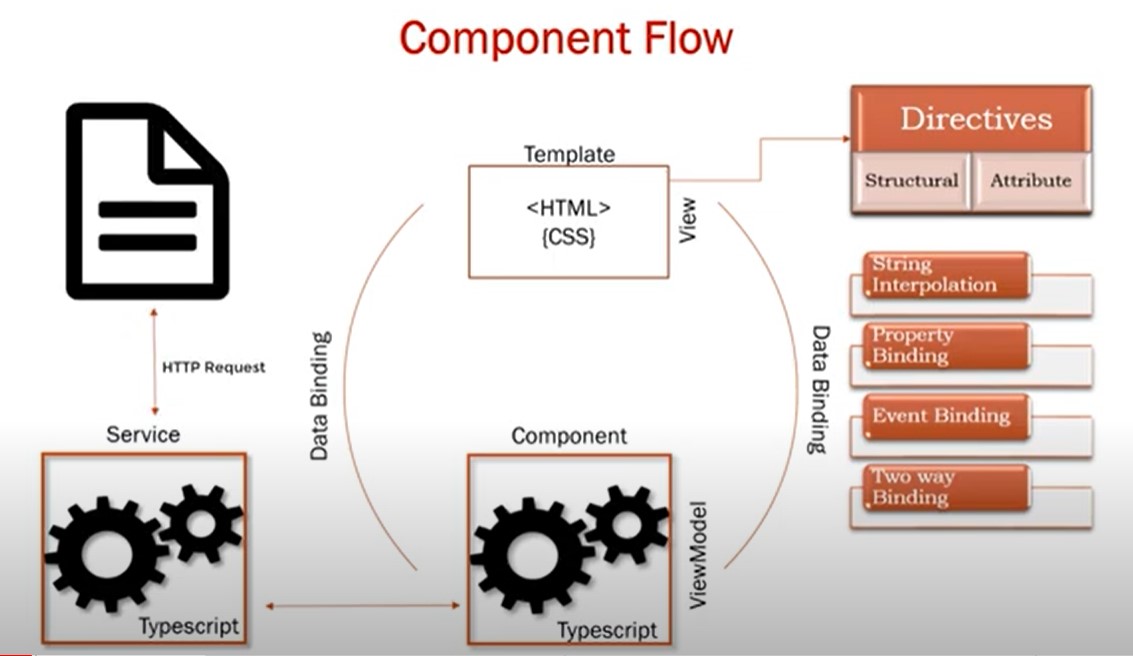 Component Flow
Template
<HTML>
{CSS}
View
Directives
Structural
Attribute
String
Interpolation
Property
Binding
Event Binding
Two way
Binding
Data Binding
Data Binding
HTTP Request
Service
Typescript
Component
Typescript
ViewModel